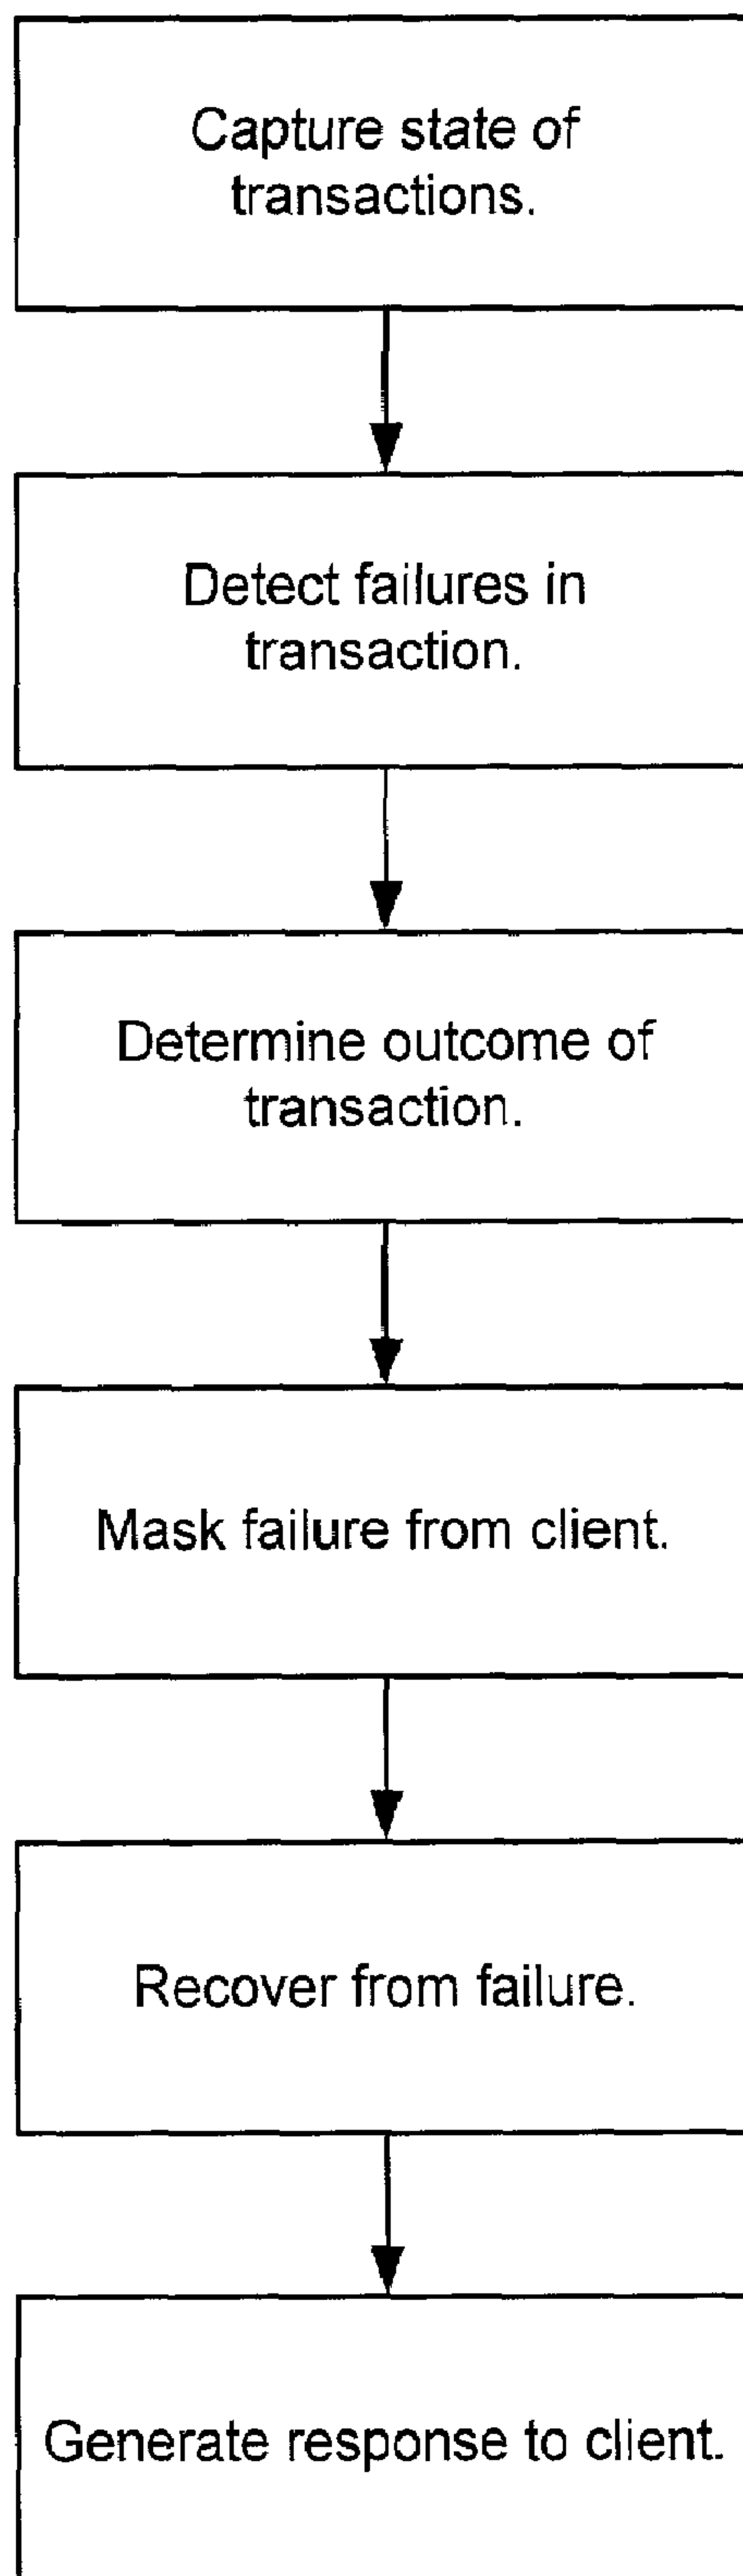 Capture state of
transactions.
Detect failures in
transaction.
Determine outcome of
transaction.
Mask failure from client.
Recover from failure.
Generate response to client.